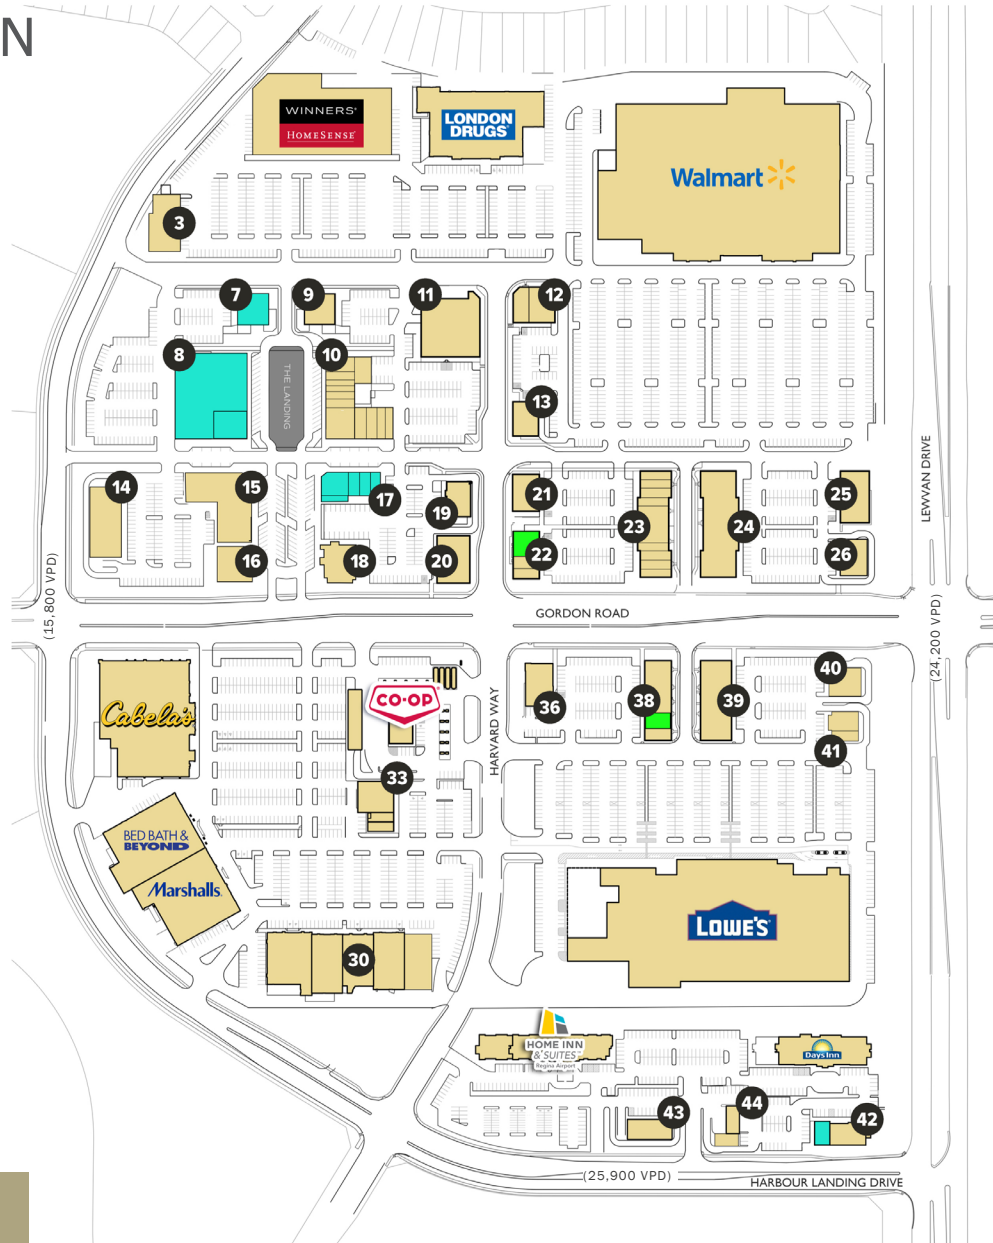 N
WINNERS
HOMESENSE
LONDON
DRUGS
Walmart
3
7
9
11
12
8
10
THE LANDING
13
14
15
17
19
21
23
24
25
16
18
20
22
26
LEWVAN DRIVE
(15,800 VPD)
GORDON ROAD
(24,200 VPD)
Cabela's
CO-OP
HARVARD WAY
36
38
39
40
41
33
BED BATH &
BEYOND
Marshalls.
LOWE'S
30
HOME INN
& SUITES
Regina Airport
Days Inn
43
44
42
(25,900 VPD)
HARBOUR LANDING DRIVE